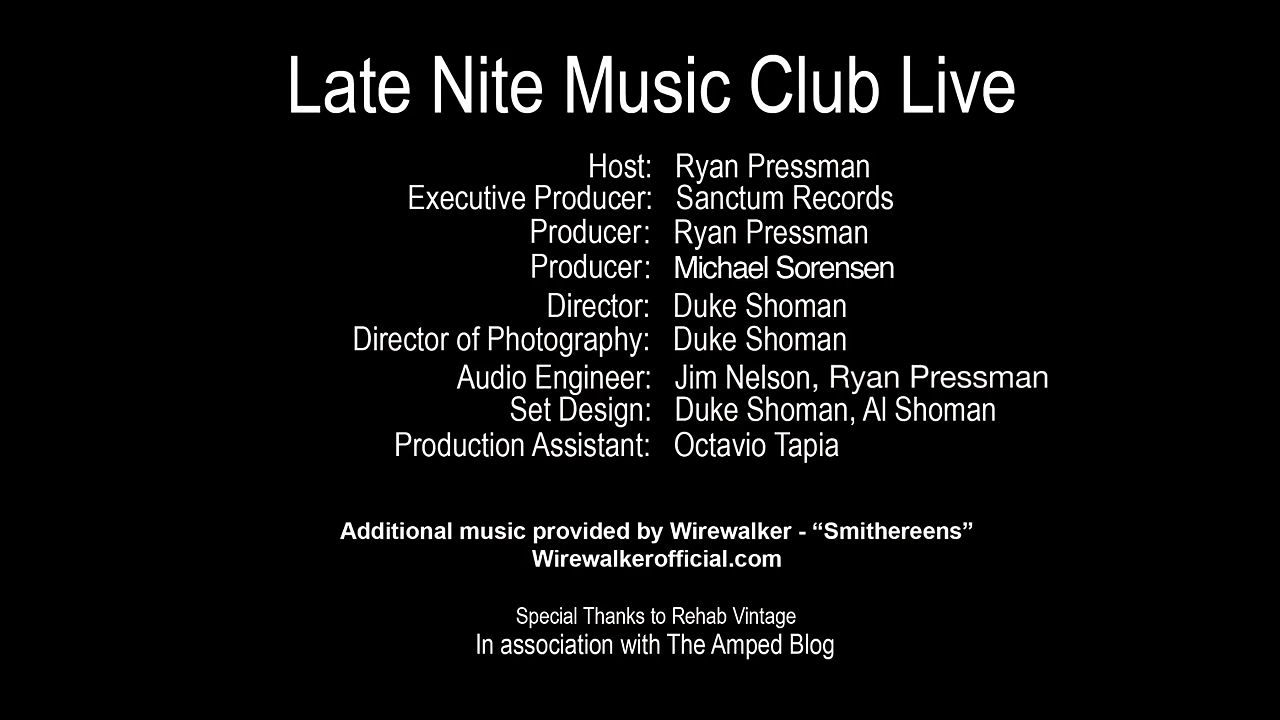 Late Nite Music Club Live
Host: Ryan Pressman
Executive Producer: Sanctum Records
Producer: Ryan Pressman
Producer: Michael Sorensen
Director: Duke Shoman
Director of Photography: Duke Shoman
Audio Engineer: Jim Nelson, Ryan Pressman
Set Design: Duke Shoman, Al Shoman
Production Assistant: Octavio Tapia
Additional music provided by Wirewalker - “Smithereens”
Wirewalkerofficial.com
Special Thanks to Rehab Vintage
In association with The Amped Blog